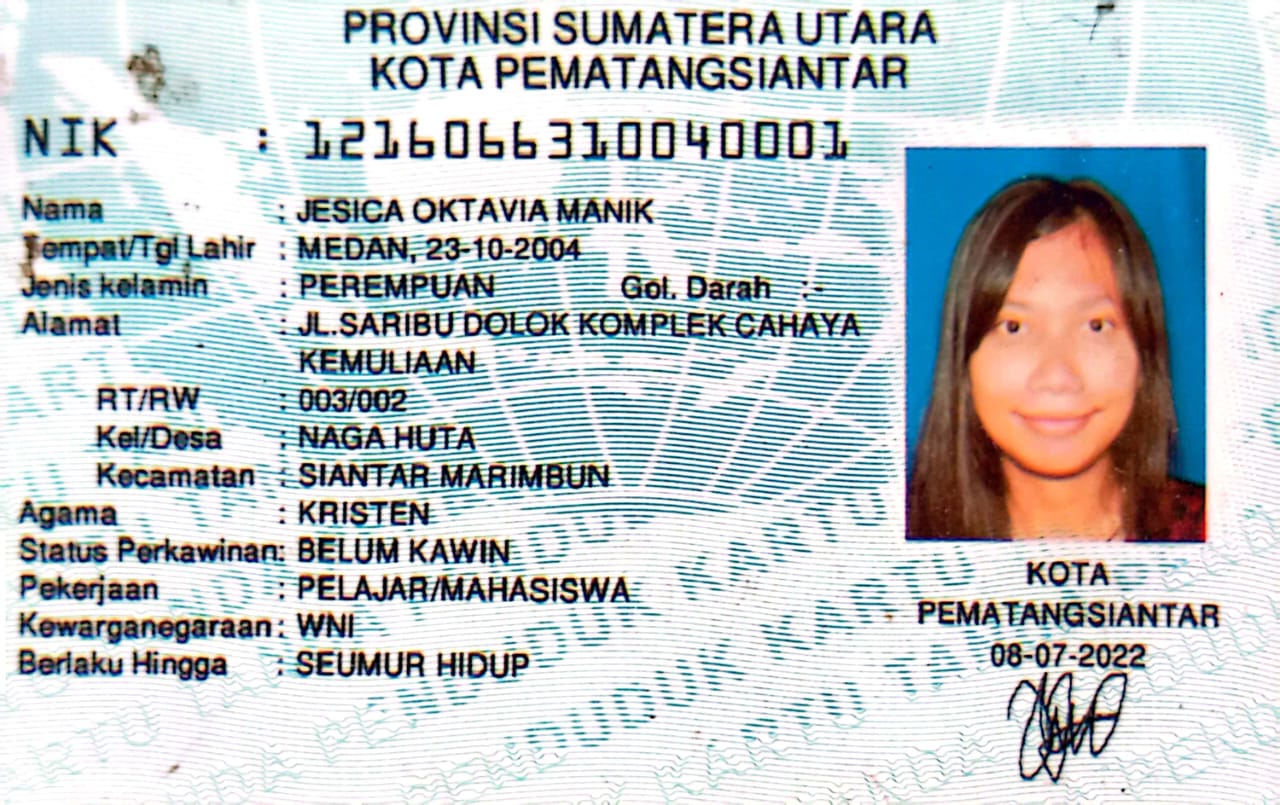 PROVINSI SUMATERA UTARA
KOTA PEMATANGSIANTAR
NIK : 1216066310040001
Nama : JESICA OKTAVIA MANIK
Tempat/Tgl Lahir : MEDAN, 23-10-2004
Jenis kelamin : PEREMPUAN Gol. Darah :-
Alamat : JL.SARIBU DOLOK KOMPLEK CAHAYA
KEMULIAAN
RT/RW : 003/002
Kel/Desa : NAGA HUTA
Kecamatan : SIANTAR MARIMBUN
Agama : KRISTEN
Status Perkawinan: BELUM KAWIN
Pekerjaan : PELAJAR/MAHASISWA
Kewarganegaraan: WNI
Berlaku Hingga : SEUMUR HIDUP
KOTA
PEMATANGSIANTAR
08-07-2022